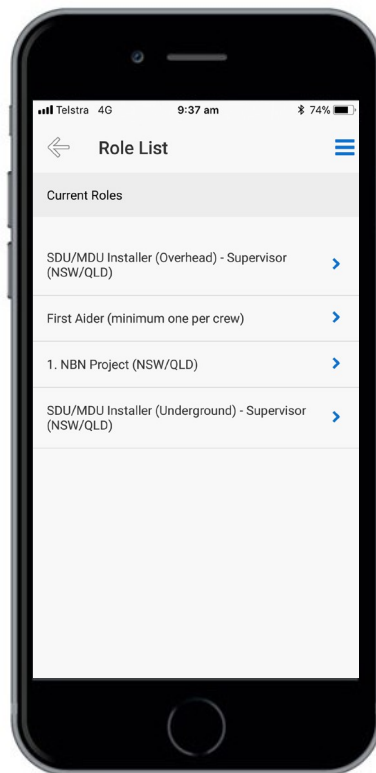 Telstra 4G 9:37 am 74%
Role List
Current Roles
SDU/MDU Installer (Overhead) - Supervisor
(NSW/QLD)
First Aider (minimum one per crew)
1. NBN Project (NSW/QLD)
SDU/MDU Installer (Underground) - Supervisor
(NSW/QLD)